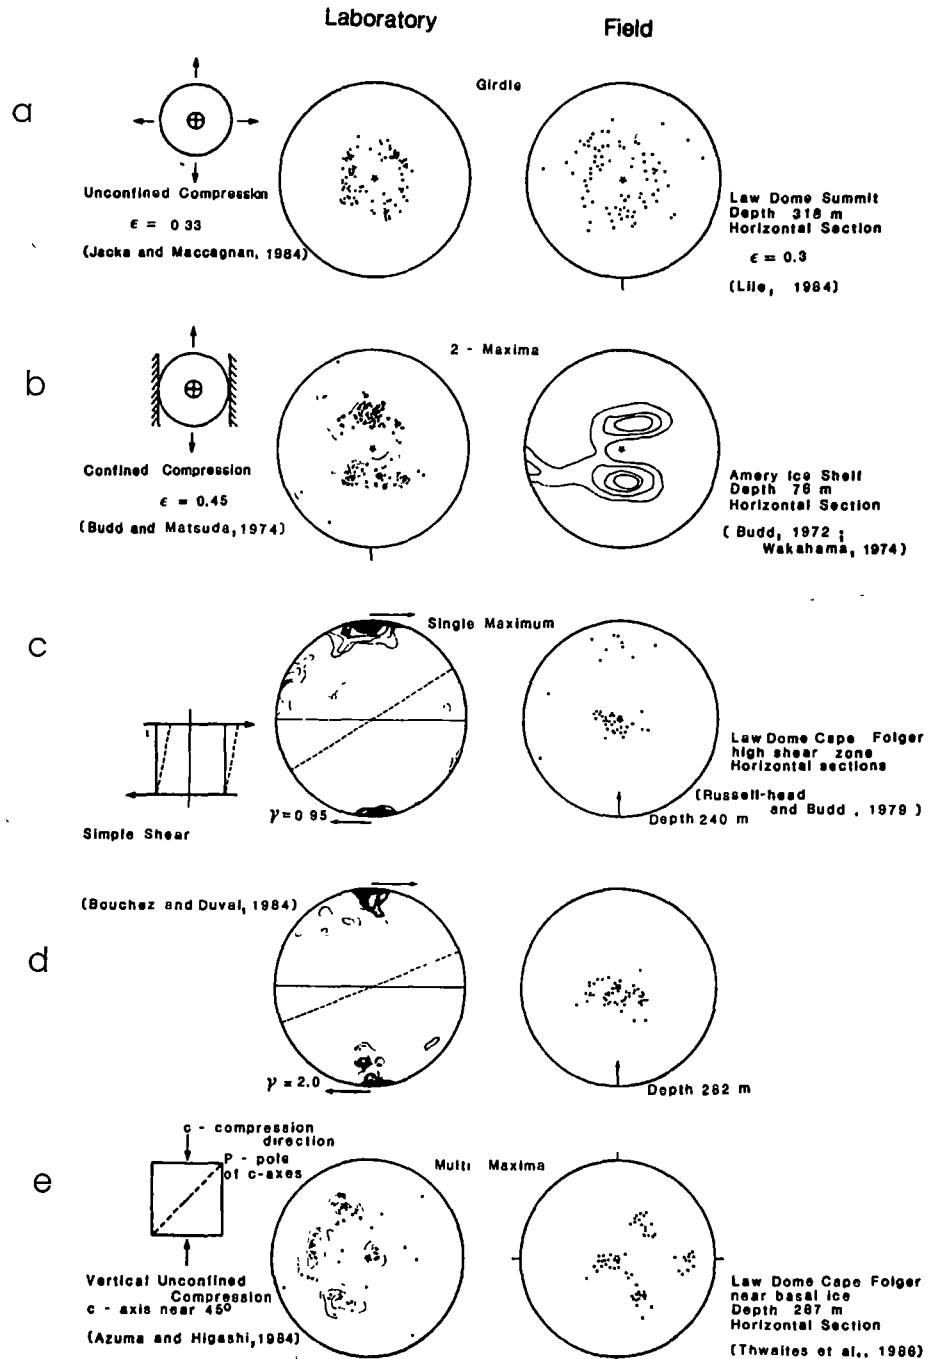 Laboratory
Field
a
Girdle
Unconfined Compression
ϵ = 0 33
(Jacka and Maccagnan, 1984)
Law Dome Summit
Depth 318 m
Horizontal Section
ϵ = 0.3
(Lile, 1984)
b
2 - Maxima
Confined Compression
ϵ = 0.45
(Budd and Matsuda, 1974)
Amery Ice Shelf
Depth 76 m
Horizontal Section
( Budd, 1972 ;
Wakahama, 1974)
c
Single Maximum
Simple Shear
γ = 0 95
Law Dome Cape Folger
high shear zone
Horizontal sections
(Russell-head
and Budd , 1979 )
Depth 240 m
(Bouchez and Duval, 1984)
d
γ = 2.0
Depth 282 m
c - compression
direction
P - pole
of c-axes
e
Multi Maxima
Vertical Unconfined
Compression
c - axis near 45°
(Azuma and Higashi, 1984)
Law Dome Cape Folger
near basal ice
Depth 287 m
Horizontal Section
(Thwaites et al., 1986)